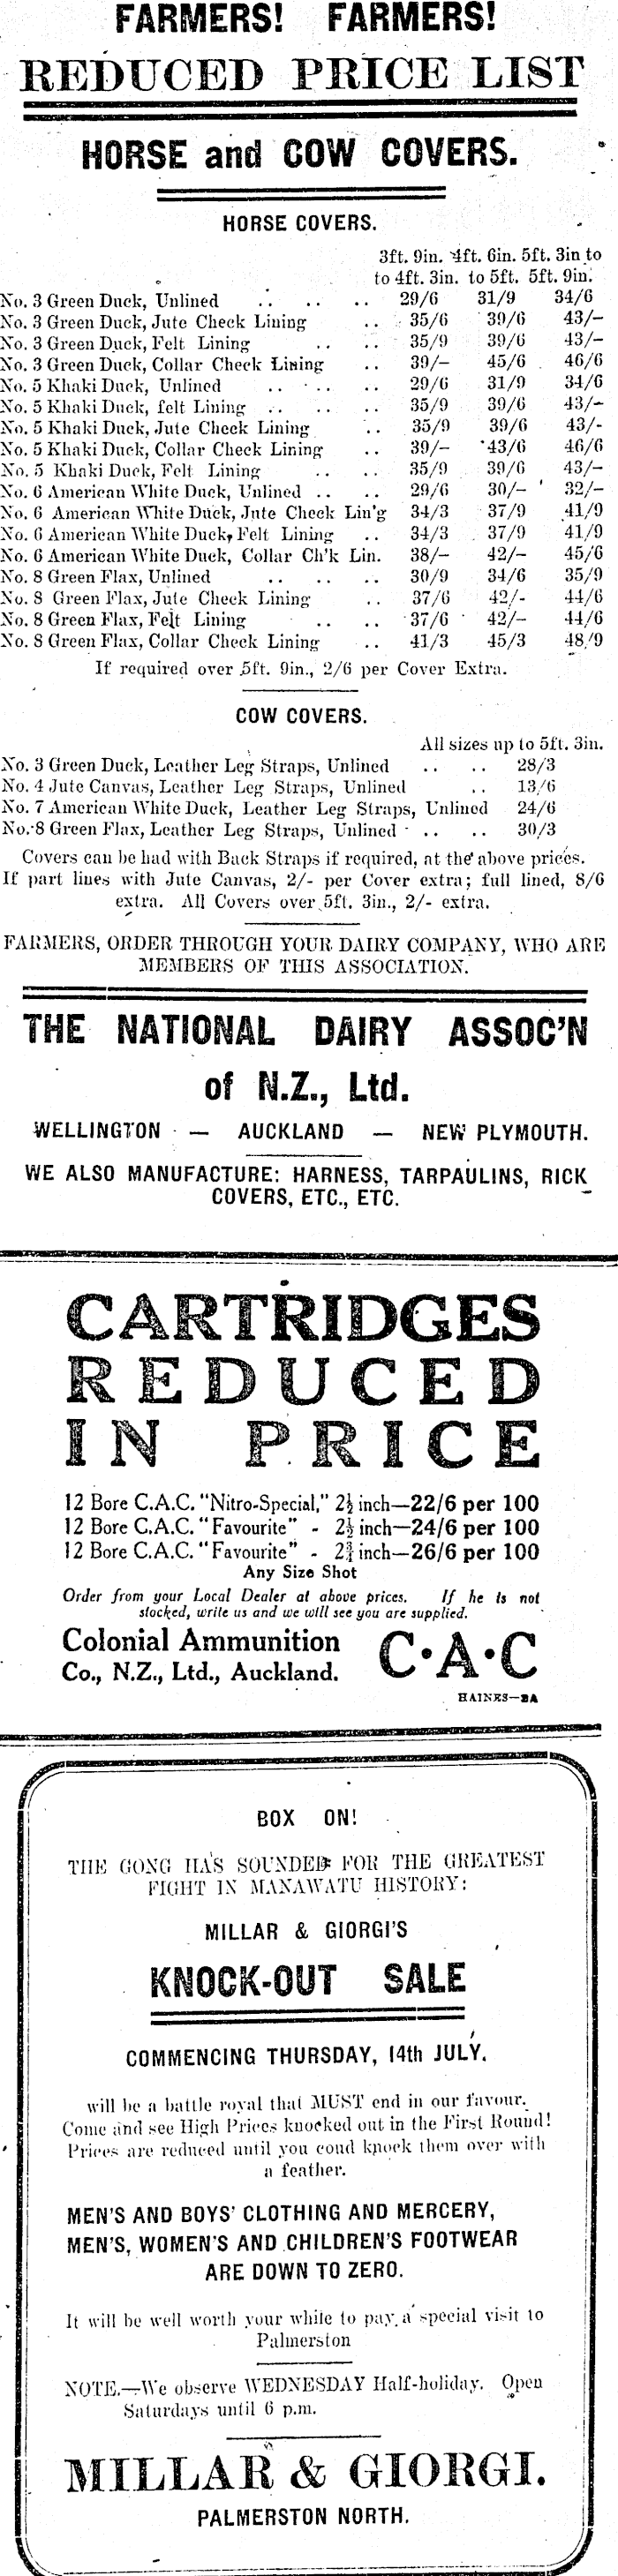 FARMERS! FARMERS!
REDUCED PRICE LIST
HORSE and COW COVERS.
HORSE COVERS.
3ft. 9in. 4ft. 6in. 5ft. 3in to
to 4ft. 3in. to 5ft. 5ft. 9in.
No. 3 Green Duck, Unlined .. .. .. 29/6 31/9 34/6
No. 3 Green Duck, Jute Check Lining .. 35/6 39/6 43/-
No. 3 Green Duck, Felt Lining .. .. 35/9 39/6 43/-
No. 3 Green Duck, Collar Check Lining .. 39/- 45/6 46/6
No. 5 Khaki Duck, Unlined .. .. .. 29/6 31/9 34/6
No. 5 Khaki Duck, felt Lining .. .. .. 35/9 39/6 43/-
No. 5 Khaki Duck, Jute Check Lining .. 35/9 39/6 43/-
No. 5 Khaki Duck, Collar Check Lining .. 39/- 43/6 46/6
No. 5 Khaki Duck, Felt Lining .. .. 35/9 39/6 43/-
No. 6 American White Duck, Unlined .. .. 29/6 30/- 32/-
No. 6 American White Duck, Jute Check Lin'g 34/3 37/9 41/9
No. 6 American White Duck, Felt Lining .. 34/3 37/9 41/9
No. 6 American White Duck, Collar Ch'k Lin. 38/- 42/- 45/6
No. 8 Green Flax, Unlined .. .. .. 30/9 34/6 35/9
No. 8 Green Flax, Jute Check Lining .. 37/6 42/- 44/6
No. 8 Green Flax, Felt Lining .. .. 37/6 42/- 44/6
No. 8 Green Flax, Collar Check Lining .. 41/3 45/3 48/9
If required over 5ft. 9in., 2/6 per Cover Extra.
COW COVERS.
All sizes up to 5ft. 3in.
No. 3 Green Duck, Leather Leg Straps, Unlined .. .. 28/3
No. 4 Jute Canvas, Leather Leg Straps, Unlined .. 13/6
No. 7 American White Duck, Leather Leg Straps, Unlined 24/6
No. 8 Green Flax, Leather Leg Straps, Unlined .. .. 30/3
Covers can be had with Back Straps if required, at the above prices.
If part lines with Jute Canvas, 2/- per Cover extra; full lined, 8/6
extra. All Covers over 5ft. 3in., 2/- extra.
FARMERS, ORDER THROUGH YOUR DAIRY COMPANY, WHO ARE
MEMBERS OF THIS ASSOCIATION.
THE NATIONAL DAIRY ASSOC'N
of N.Z., Ltd.
WELLINGTON — AUCKLAND — NEW PLYMOUTH.
WE ALSO MANUFACTURE: HARNESS, TARPAULINS, RICK
COVERS, ETC., ETC.
CARTRIDGES
REDUCED
IN PRICE
12 Bore C.A.C. "Nitro-Special," 2½ inch—22/6 per 100
12 Bore C.A.C. "Favourite" - 2½ inch—24/6 per 100
12 Bore C.A.C. "Favourite" - 2¾ inch—26/6 per 100
Any Size Shot
Order from your Local Dealer at above prices. If he is not
stocked, write us and we will see you are supplied.
Colonial Ammunition
Co., N.Z., Ltd., Auckland.
C·A·C
HAINES—2A
BOX ON!
THE GONG HAS SOUNDED FOR THE GREATEST
FIGHT IN MANAWATU HISTORY:
MILLAR & GIORGI'S
KNOCK-OUT SALE
COMMENCING THURSDAY, 14th JULY.
will be a battle royal that MUST end in our favour.
Come and see High Prices knocked out in the First Round!
Prices are reduced until you coud knock them over with
a feather.
MEN'S AND BOYS' CLOTHING AND MERCERY,
MEN'S, WOMEN'S AND CHILDREN'S FOOTWEAR
ARE DOWN TO ZERO.
It will be well worth your while to pay a special visit to
Palmerston
NOTE.—We observe WEDNESDAY Half-holiday. Open
Saturdays until 6 p.m.
MILLAR & GIORGI.
PALMERSTON NORTH.